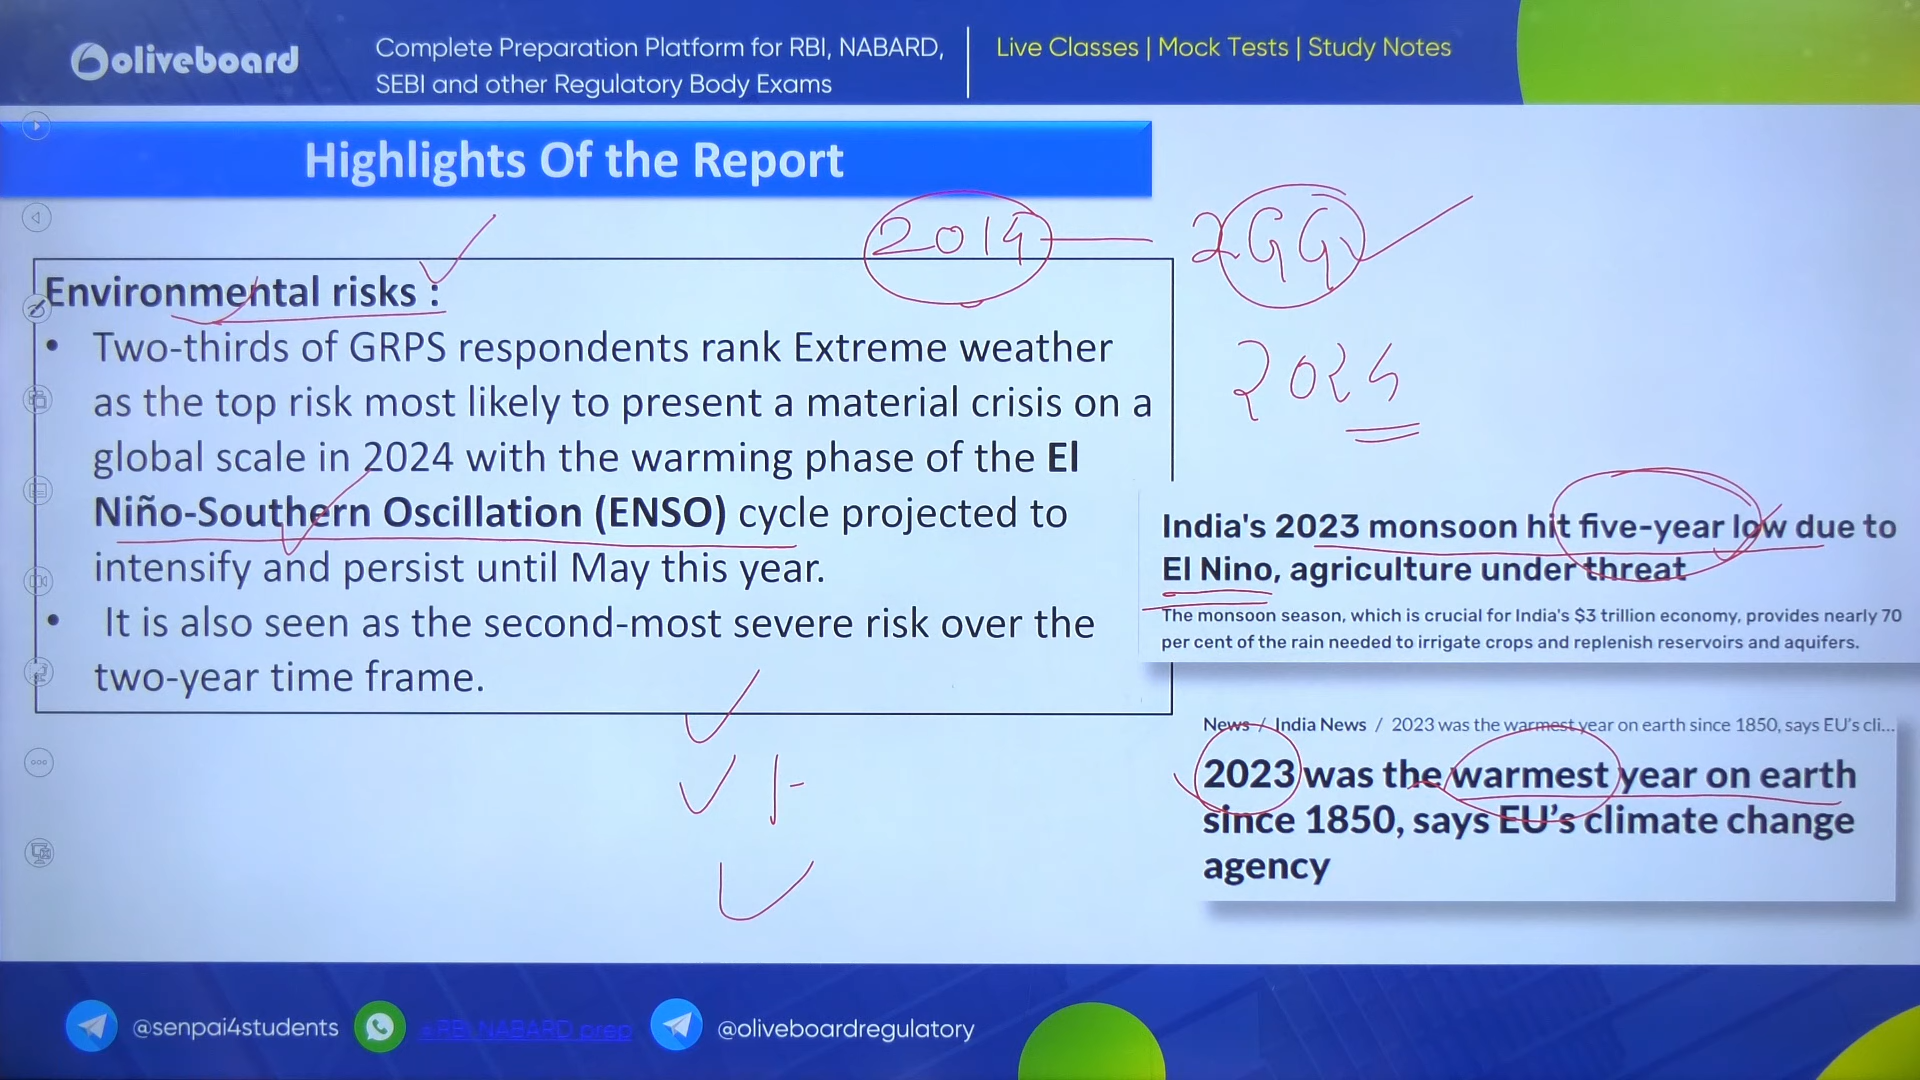 oliveboard
Complete Preparation Platform for RBI, NABARD,
SEBI and other Regulatory Body Exams
Live Classes | Mock Tests | Study Notes
Highlights Of the Report
2014
2GG
2024
Environmental risks :
• Two-thirds of GRPS respondents rank Extreme weather
as the top risk most likely to present a material crisis on a
global scale in 2024 with the warming phase of the El
Niño-Southern Oscillation (ENSO) cycle projected to
intensify and persist until May this year.
• It is also seen as the second-most severe risk over the
two-year time frame.
India's 2023 monsoon hit five-year low due to
El Nino, agriculture under threat
The monsoon season, which is crucial for India's $3 trillion economy, provides nearly 70
per cent of the rain needed to irrigate crops and replenish reservoirs and aquifers.
News / India News / 2023 was the warmest year on earth since 1850, says EU's cli...
2023 was the warmest year on earth
since 1850, says EU's climate change
agency
@senpai4students
RBI NABARD prep
@oliveboardregulatory